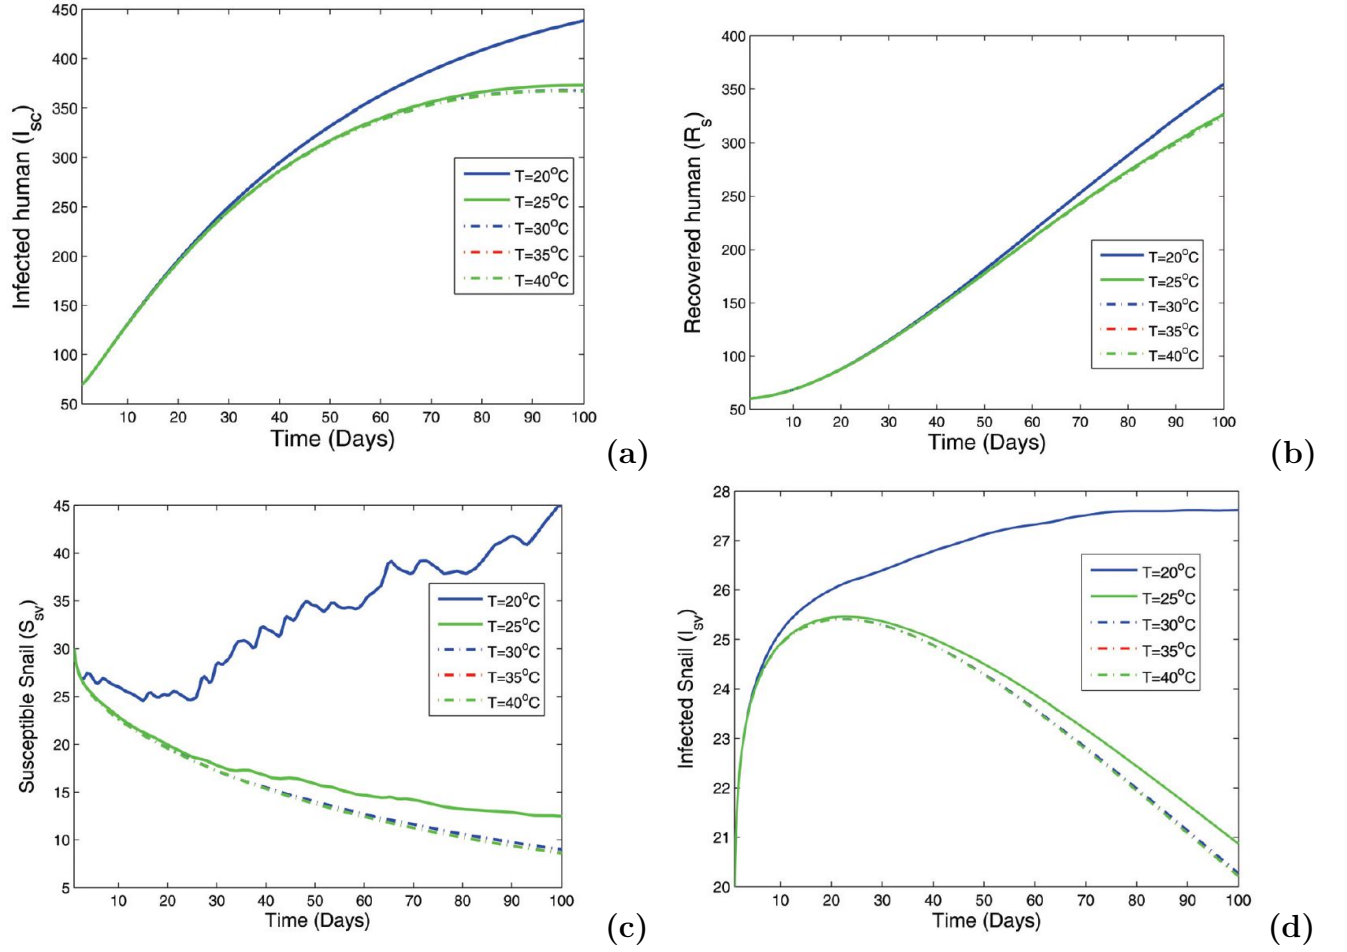 450
400
350
300
250
200
150
100
50
Infected human (I_sc)
T=20°C
T=25°C
T=30°C
T=35°C
T=40°C
10 20 30 40 50 60 70 80 90 100
Time (Days)
(a)
400
350
300
250
200
150
100
50
Recovered human (R_s)
T=20°C
T=25°C
T=30°C
T=35°C
T=40°C
10 20 30 40 50 60 70 80 90 100
Time (Days)
(b)
45
40
35
30
25
20
15
10
5
Susceptible Snail (S_sv)
T=20°C
T=25°C
T=30°C
T=35°C
T=40°C
10 20 30 40 50 60 70 80 90 100
Time (Days)
(c)
28
27
26
25
24
23
22
21
20
Infected Snail (I_sv)
T=20°C
T=25°C
T=30°C
T=35°C
T=40°C
10 20 30 40 50 60 70 80 90 100
Time (Days)
(d)